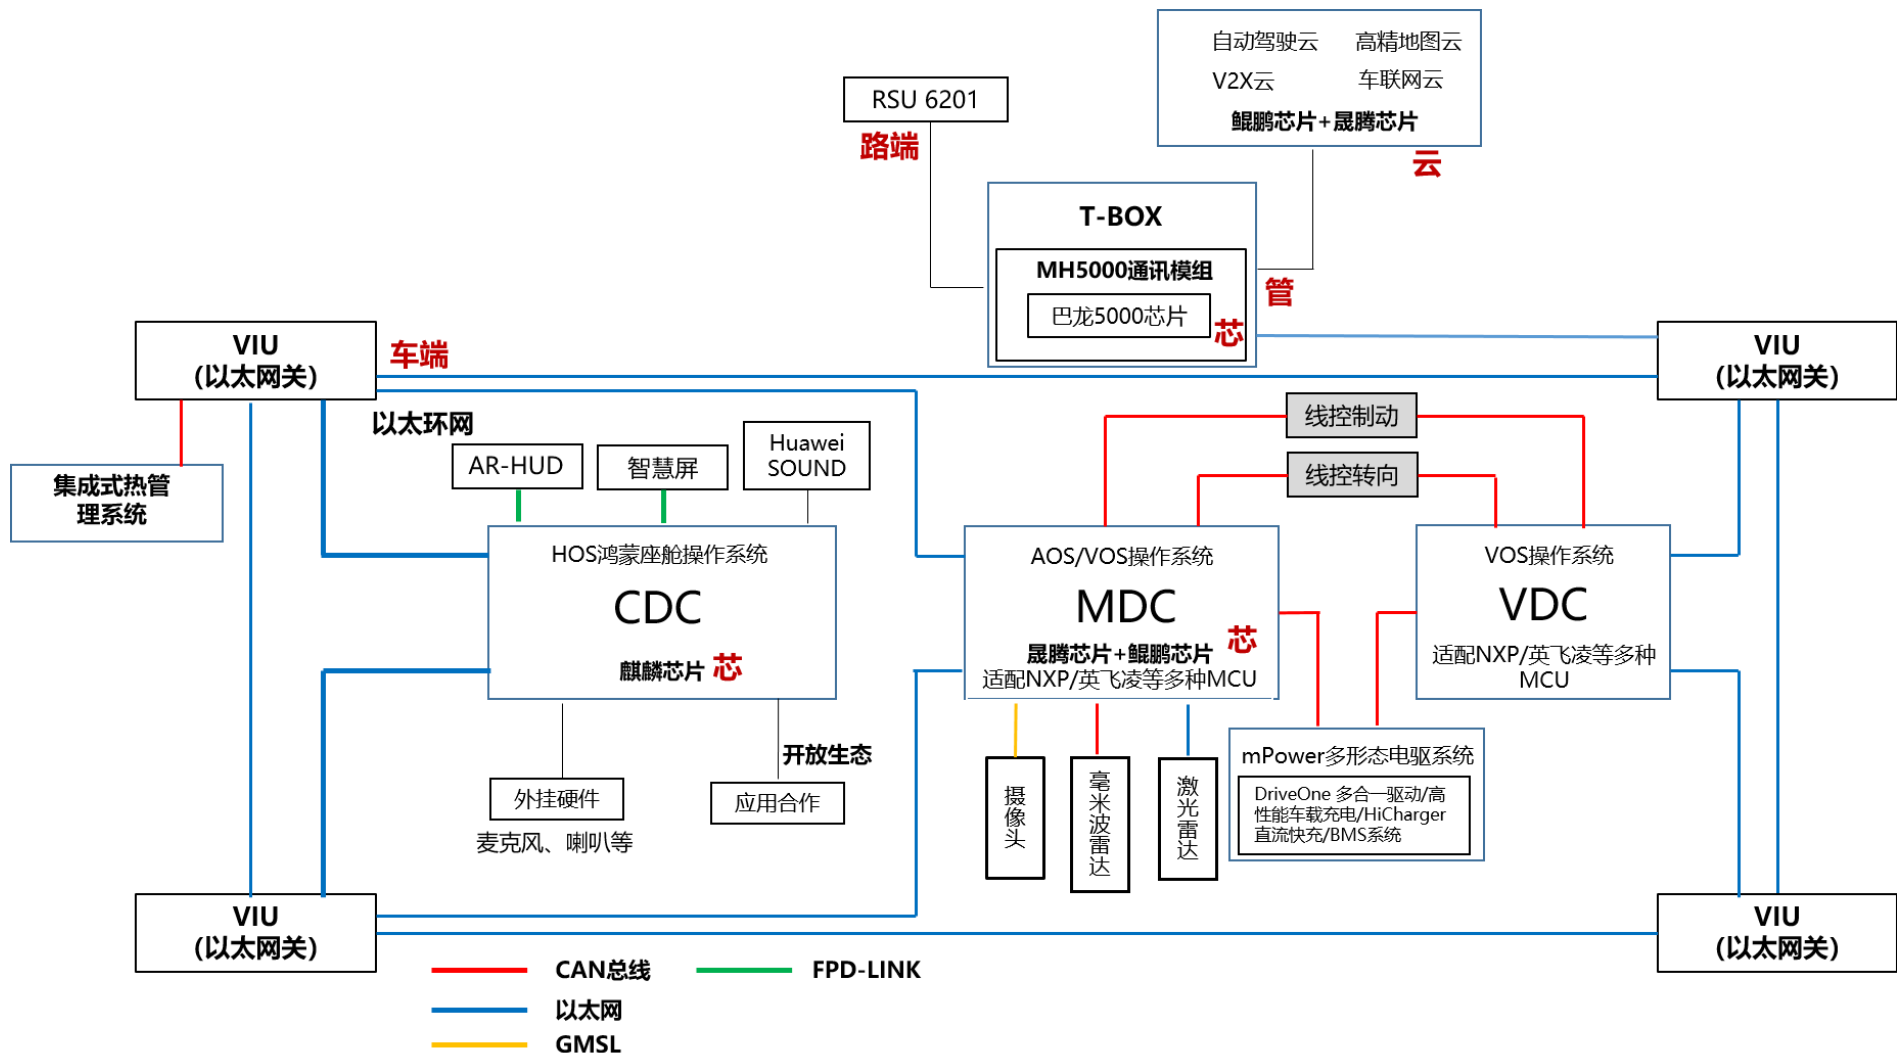 自动驾驶云 高精地图云
V2X云 车联网云
鲲鹏芯片+晟腾芯片
云
RSU 6201
路端
T-BOX
MH5000通讯模组
巴龙5000芯片
芯
管
VIU
(以太网关)
车端
VIU
(以太网关)
以太环网
集成式热管
理系统
AR-HUD
智慧屏
Huawei
SOUND
线控制动
线控转向
HOS鸿蒙座舱操作系统
CDC
麒麟芯片
芯
AOS/VOS操作系统
MDC
晟腾芯片+鲲鹏芯片
芯
适配NXP/英飞凌等多种MCU
VOS操作系统
VDC
适配NXP/英飞凌等多种
MCU
开放生态
外挂硬件
麦克风、喇叭等
应用合作
摄像头
毫米波雷达
激光雷达
mPower多形态电驱系统
DriveOne 多合一驱动/高
性能车载充电/HiCharger
直流快充/BMS系统
VIU
(以太网关)
VIU
(以太网关)
CAN总线
FPD-LINK
以太网
GMSL